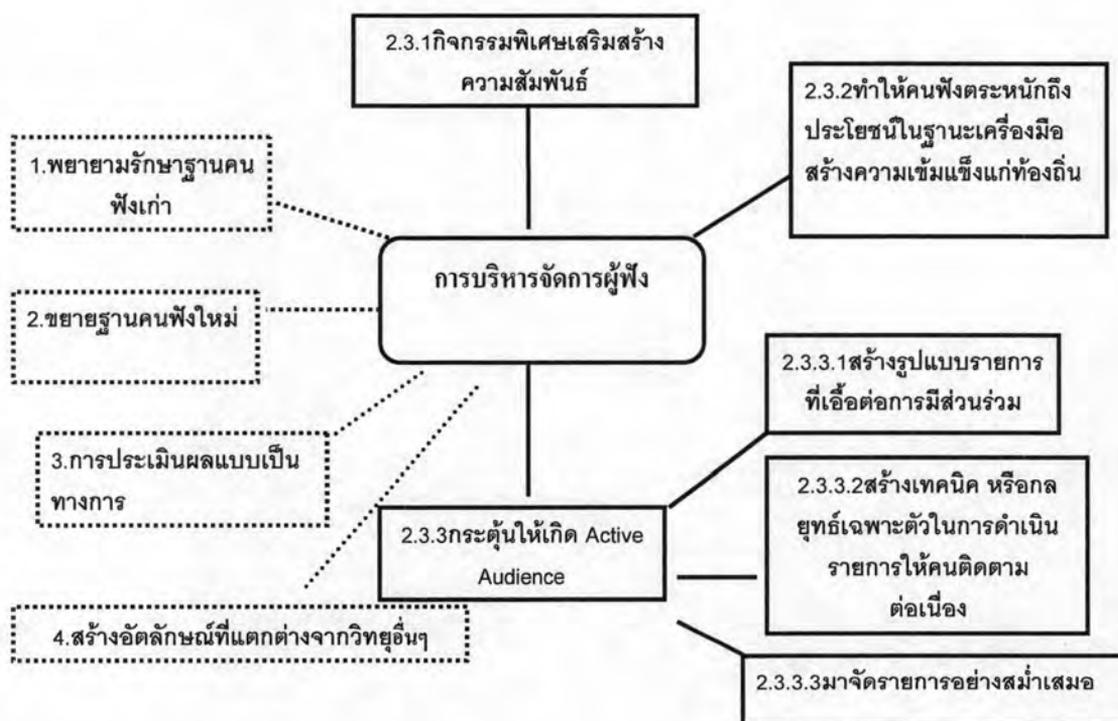 2.3.1กิจกรรมพิเศษเสริมสร้าง
ความสัมพันธ์
2.3.2ทำให้คนฟังตระหนักถึง
ประโยชน์ในฐานะเครื่องมือ
สร้างความเข้มแข็งแก่ท้องถิ่น
1.พยายามรักษาฐานคน
ฟังเก่า
การบริหารจัดการผู้ฟัง
2.ขยายฐานคนฟังใหม่
2.3.3.1สร้างรูปแบบรายการ
ที่เอื้อต่อการมีส่วนร่วม
3.การประเมินผลแบบเป็น
ทางการ
2.3.3.2สร้างเทคนิค หรือกล
ยุทธ์เฉพาะตัวในการดำเนิน
รายการให้คนติดตาม
ต่อเนื่อง
2.3.3กระตุ้นให้เกิด Active
Audience
4.สร้างอัตลักษณ์ที่แตกต่างจากวิทยุอื่นๆ
2.3.3.3มาจัดรายการอย่างสม่ำเสมอ